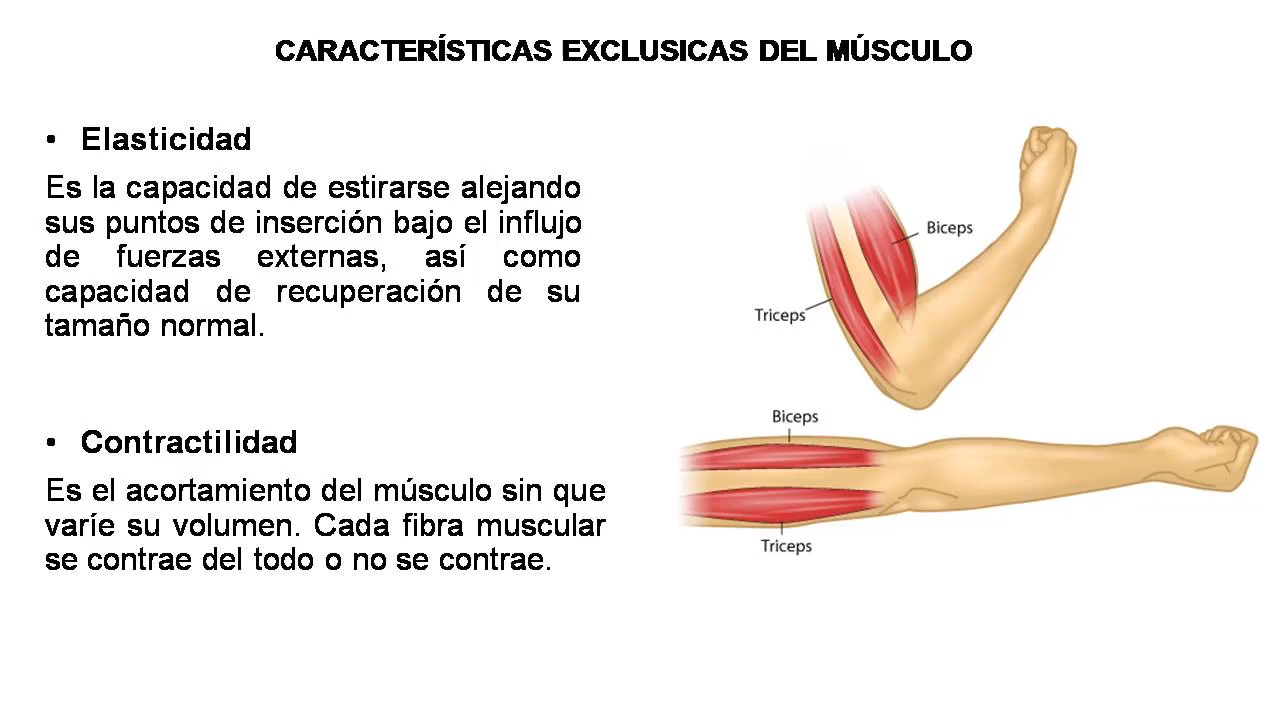 CARACTERÍSTICAS EXCLUSICAS DEL MÚSCULO
• Elasticidad
Es la capacidad de estirarse alejando
sus puntos de inserción bajo el influjo
de fuerzas externas, así como
capacidad de recuperación de su
tamaño normal.
• Contractilidad
Es el acortamiento del músculo sin que
varíe su volumen. Cada fibra muscular
se contrae del todo o no se contrae.
Biceps
Triceps
Biceps
Triceps